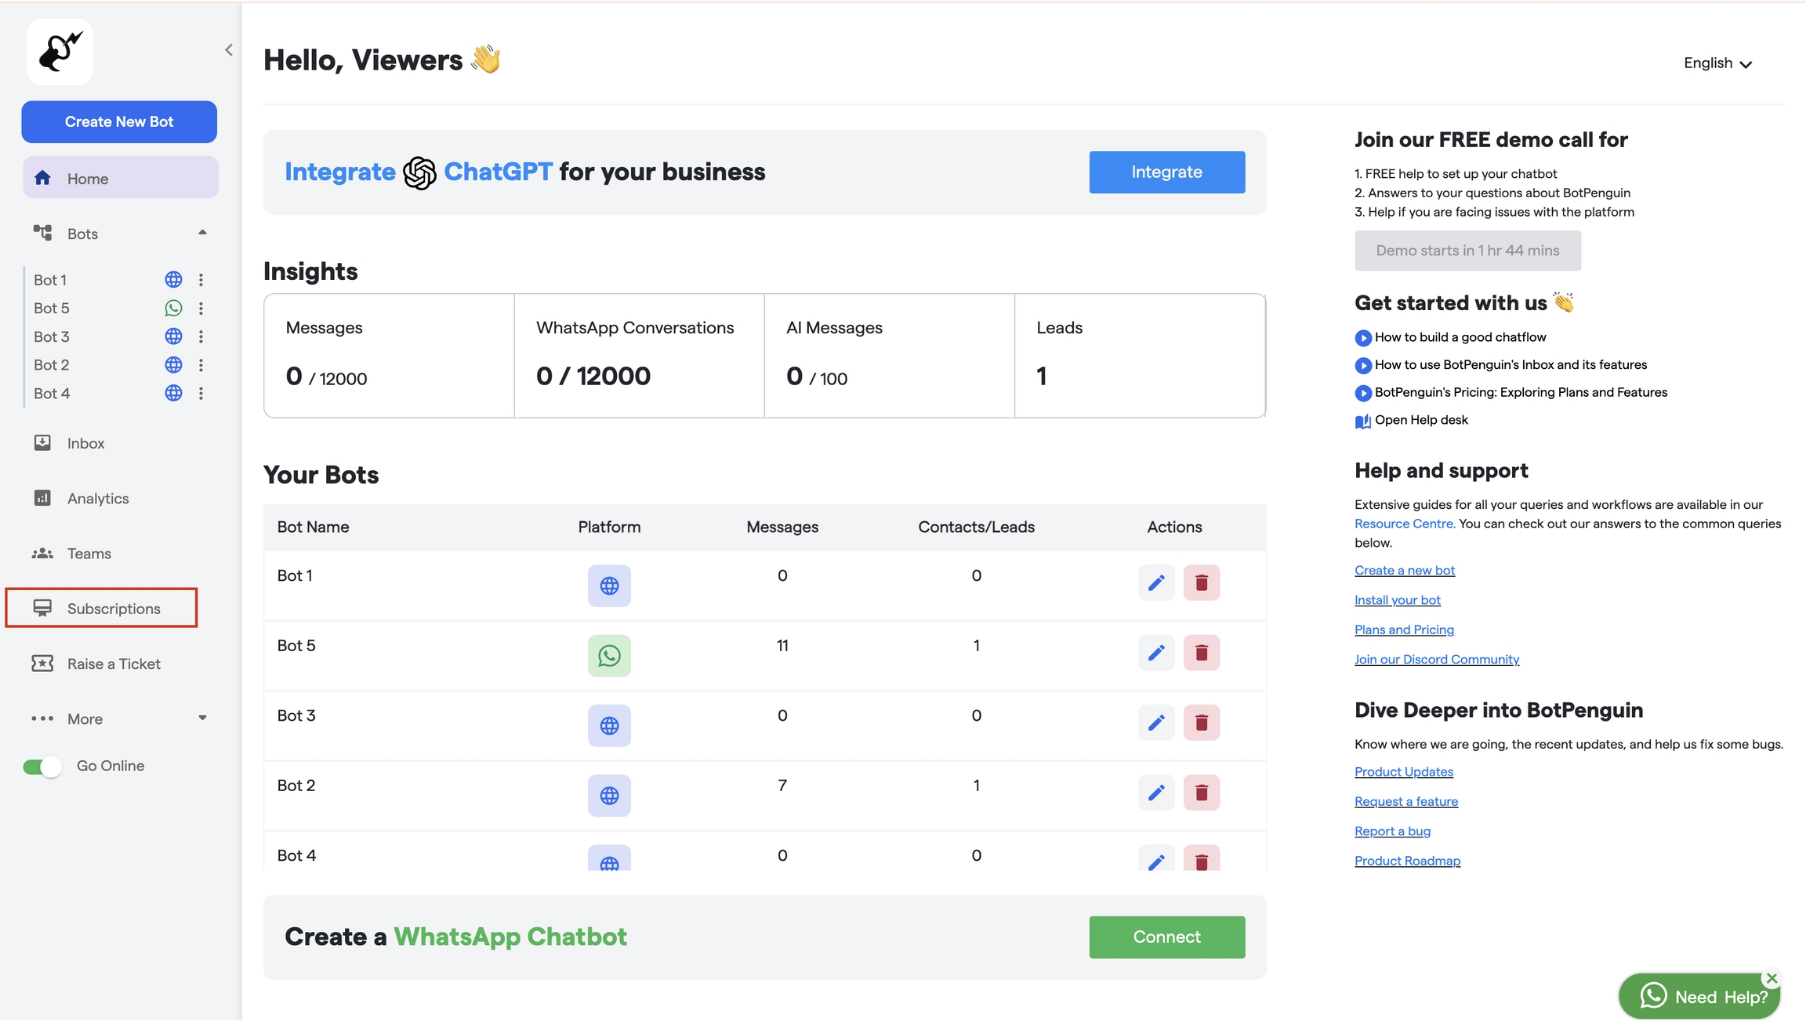 Hello, Viewers
English
Create New Bot
Home
Bots
Bot 1
Bot 5
Bot 3
Bot 2
Bot 4
Inbox
Analytics
Teams
Subscriptions
Raise a Ticket
More
Go Online
Integrate ChatGPT for your business
Integrate
Insights
Messages
0 / 12000
WhatsApp Conversations
0 / 12000
AI Messages
0 / 100
Leads
1
Your Bots
Bot Name Platform Messages Contacts/Leads Actions
Bot 1 0 0
Bot 5 11 1
Bot 3 0 0
Bot 2 7 1
Bot 4 0 0
Create a WhatsApp Chatbot
Connect
Join our FREE demo call for
1. FREE help to set up your chatbot
2. Answers to your questions about BotPenguin
3. Help if you are facing issues with the platform
Demo starts in 1 hr 44 mins
Get started with us
How to build a good chatflow
How to use BotPenguin's Inbox and its features
BotPenguin's Pricing: Exploring Plans and Features
Open Help desk
Help and support
Extensive guides for all your queries and workflows are available in our
Resource Centre. You can check out our answers to the common queries
below.
Create a new bot
Install your bot
Plans and Pricing
Join our Discord Community
Dive Deeper into BotPenguin
Know where we are going, the recent updates, and help us fix some bugs.
Product Updates
Request a feature
Report a bug
Product Roadmap
Need Help?